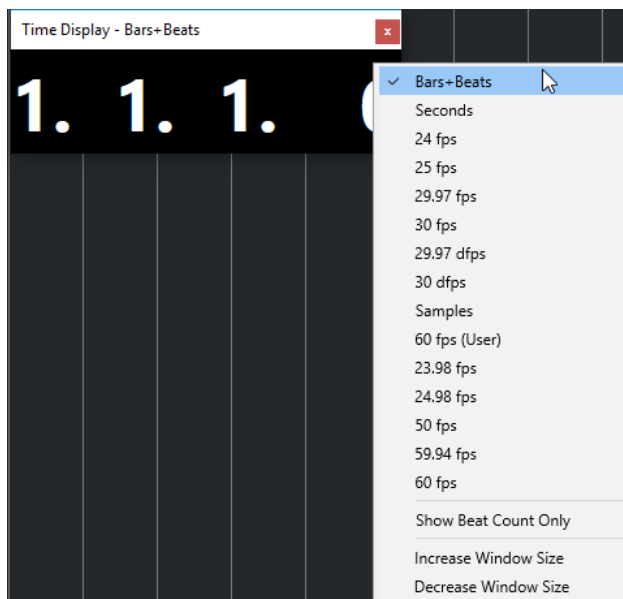 Time Display - Bars+Beats
x
1. 1. 1. 0
Bars+Beats
Seconds
24 fps
25 fps
29.97 fps
30 fps
29.97 dfps
30 dfps
Samples
60 fps (User)
23.98 fps
24.98 fps
50 fps
59.94 fps
60 fps
Show Beat Count Only
Increase Window Size
Decrease Window Size